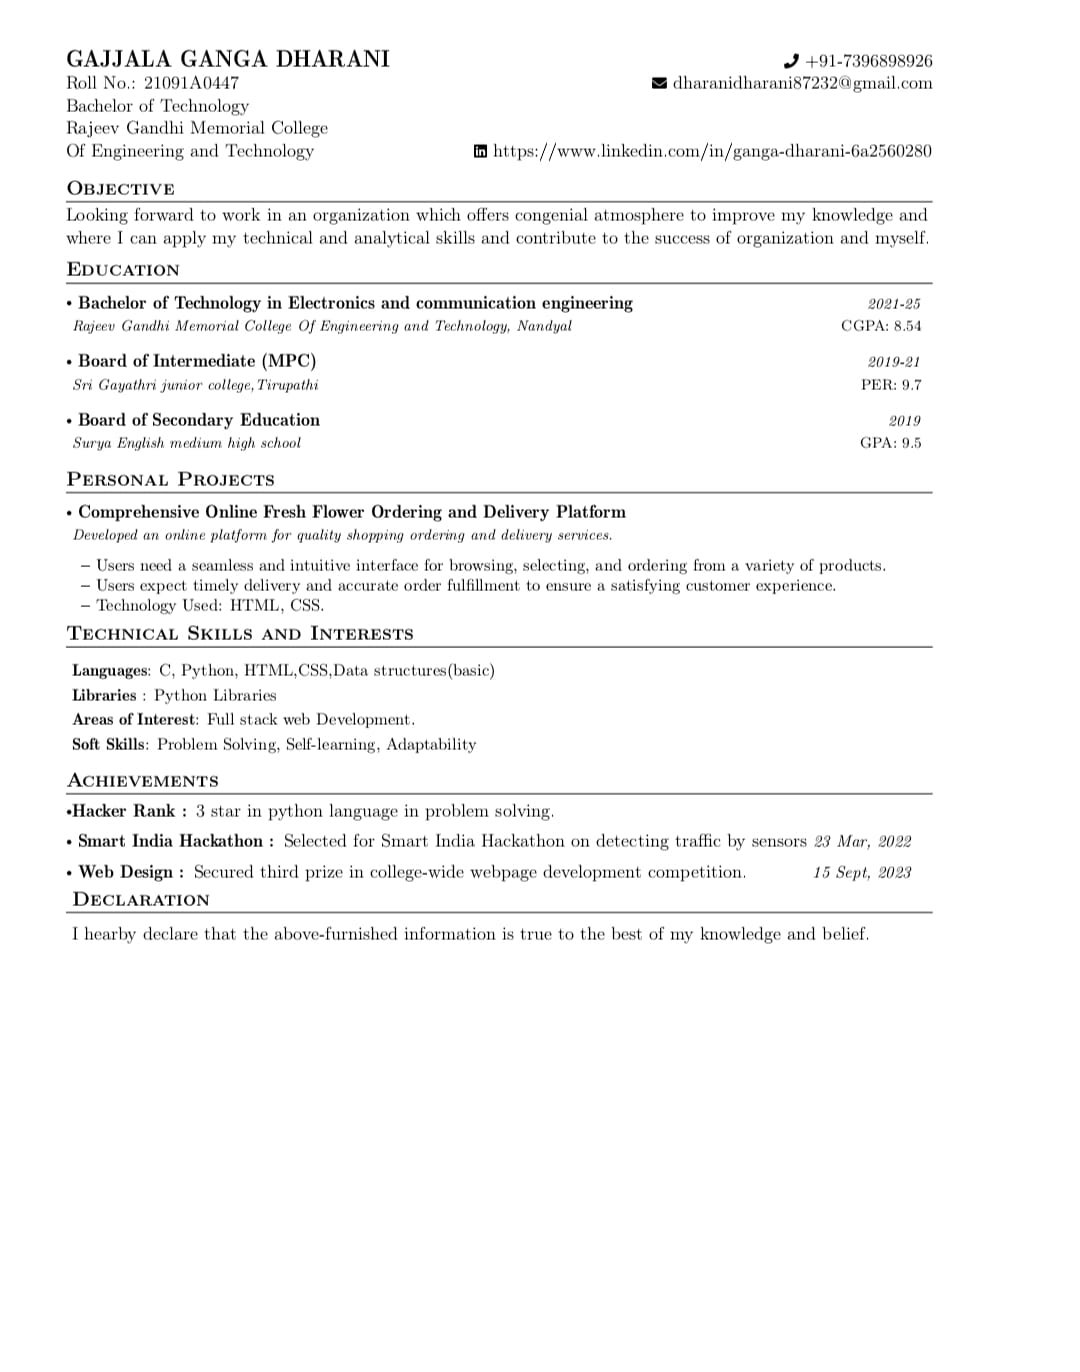 GAJJALA GANGA DHARANI
+91-7396898926
Roll No.: 21091A0447
dharanidharani87232@gmail.com
Bachelor of Technology
Rajeev Gandhi Memorial College
Of Engineering and Technology
https://www.linkedin.com/in/ganga-dharani-6a2560280
OBJECTIVE
Looking forward to work in an organization which offers congenial atmosphere to improve my knowledge and
where I can apply my technical and analytical skills and contribute to the success of organization and myself.
EDUCATION
• Bachelor of Technology in Electronics and communication engineering 2021-25
Rajeev Gandhi Memorial College Of Engineering and Technology, Nandyal CGPA: 8.54
• Board of Intermediate (MPC) 2019-21
Sri Gayathri junior college,Tirupathi PER: 9.7
• Board of Secondary Education 2019
Surya English medium high school GPA: 9.5
PERSONAL PROJECTS
• Comprehensive Online Fresh Flower Ordering and Delivery Platform
Developed an online platform for quality shopping ordering and delivery services.
– Users need a seamless and intuitive interface for browsing, selecting, and ordering from a variety of products.
– Users expect timely delivery and accurate order fulfillment to ensure a satisfying customer experience.
– Technology Used: HTML, CSS.
TECHNICAL SKILLS AND INTERESTS
Languages: C, Python, HTML,CSS,Data structures(basic)
Libraries : Python Libraries
Areas of Interest: Full stack web Development.
Soft Skills: Problem Solving, Self-learning, Adaptability
ACHIEVEMENTS
•Hacker Rank : 3 star in python language in problem solving.
• Smart India Hackathon : Selected for Smart India Hackathon on detecting traffic by sensors 23 Mar, 2022
• Web Design : Secured third prize in college-wide webpage development competition. 15 Sept, 2023
DECLARATION
I hearby declare that the above-furnished information is true to the best of my knowledge and belief.